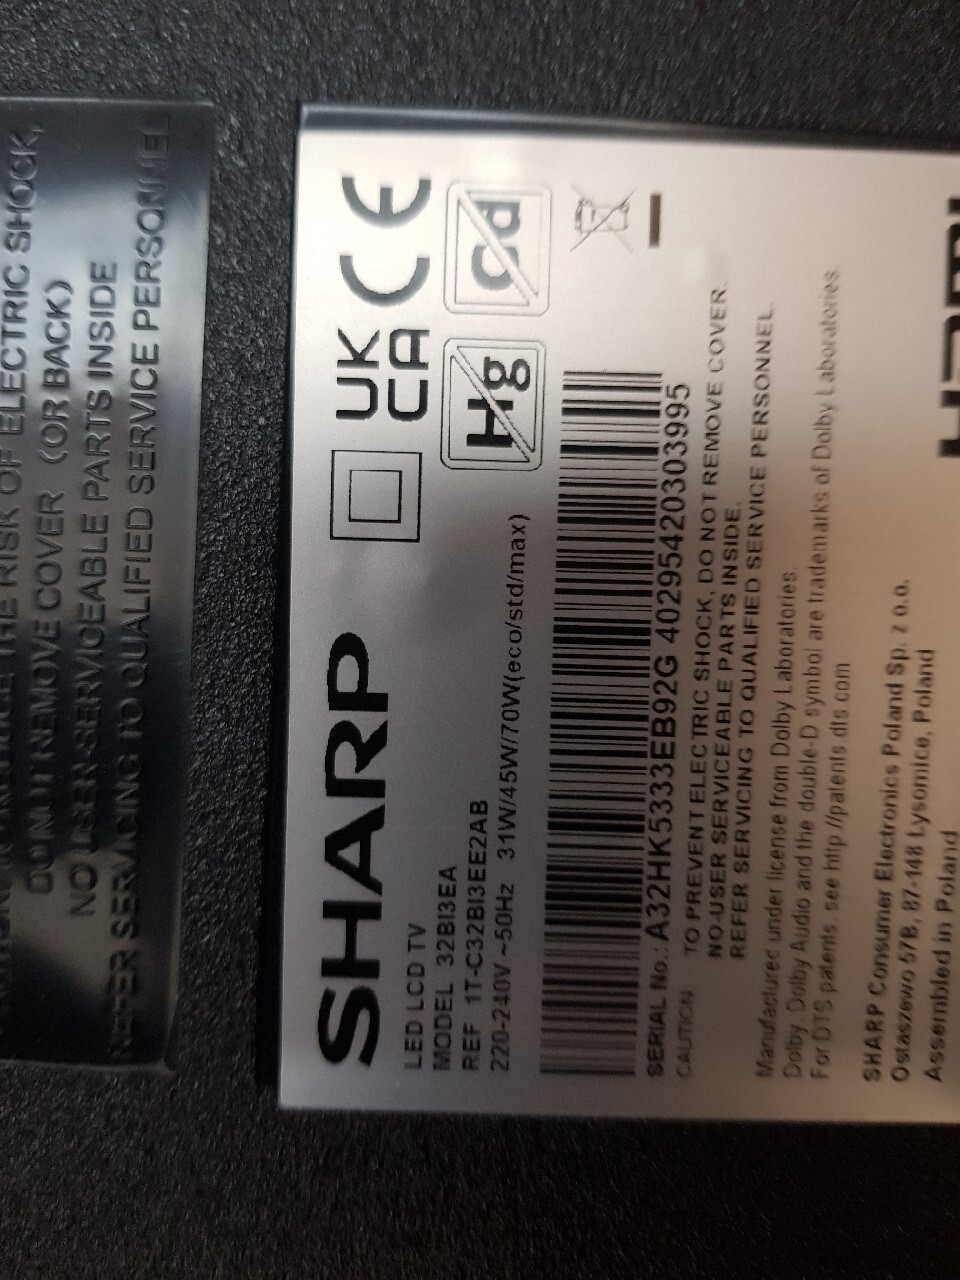 THE RISK OF ELECTRIC SHOCK,
DO NOT REMOVE COVER (OR BACK)
NO USER-SERVICEABLE PARTS INSIDE
REFER SERVICING TO QUALIFIED SERVICE PERSONNEL
SHARP
UK
CA
CE
LED LCD TV
MODEL 32BI3EA
REF 1T-C32BI3EE2AB
220-240V ~50Hz 31W/45W/70W(eco/std/max)
Hg
Cd
SERIAL No.: A32HK5333EB92G 402954203039​95
CAUTION TO PREVENT ELECTRIC SHOCK, DO NOT REMOVE COVER.
NO-USER SERVICEABLE PARTS INSIDE.
REFER SERVICING TO QUALIFIED SERVICE PERSONNEL.
Manufactured under license from Dolby Laboratories.
Dolby, Dolby Audio and the double-D symbol are trademarks of Dolby Laboratories
For DTS patents, see http://patents.dts.com
SHARP Consumer Electronics Poland Sp. z o.o.
Ostaszewo 57B, 87-148 Lysomice, Poland
Assembled in Poland